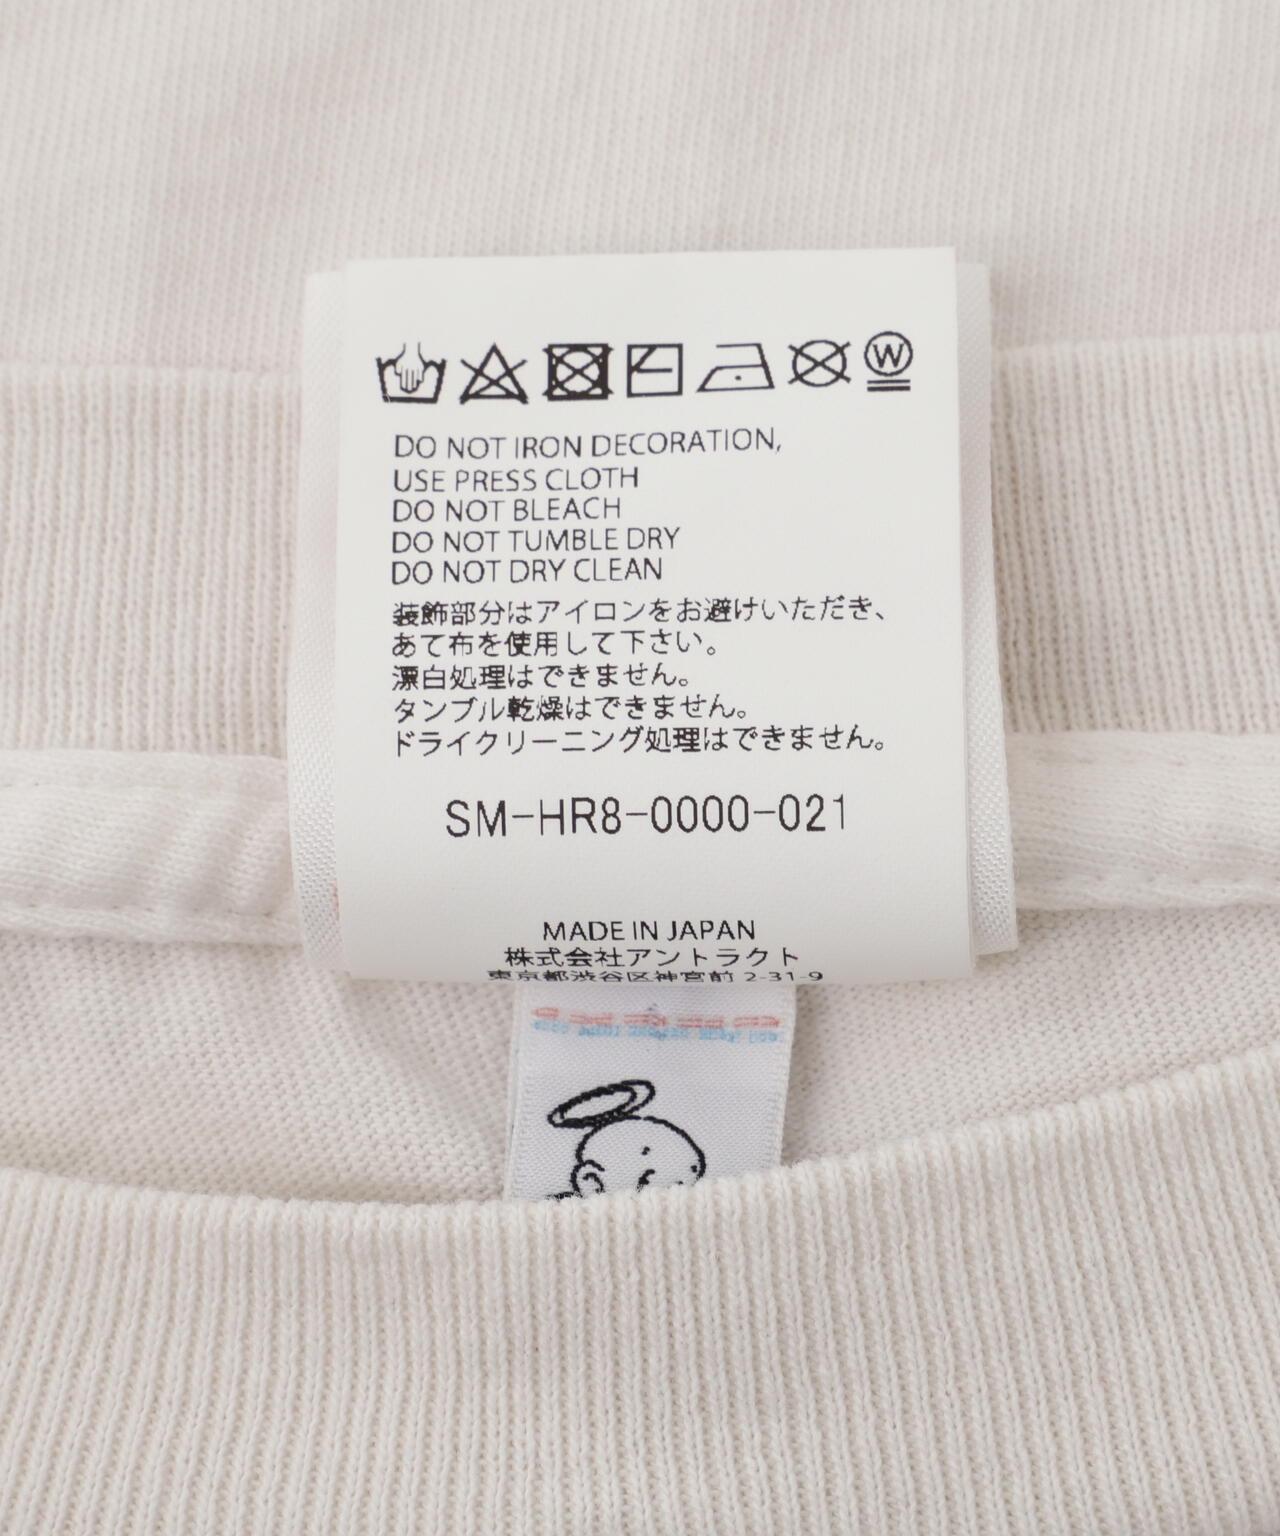 W
DO NOT IRON DECORATION,
USE PRESS CLOTH
DO NOT BLEACH
DO NOT TUMBLE DRY
DO NOT DRY CLEAN
装飾部分はアイロンをお避けいただき、
あて布を使用して下さい。
漂白処理はできません。
タンブル乾燥はできません。
ドライクリーニング処理はできません。
SM-HR8-0000-021
MADE IN JAPAN
株式会社アントラクト
東京都渋谷区神宮前 2-31-9